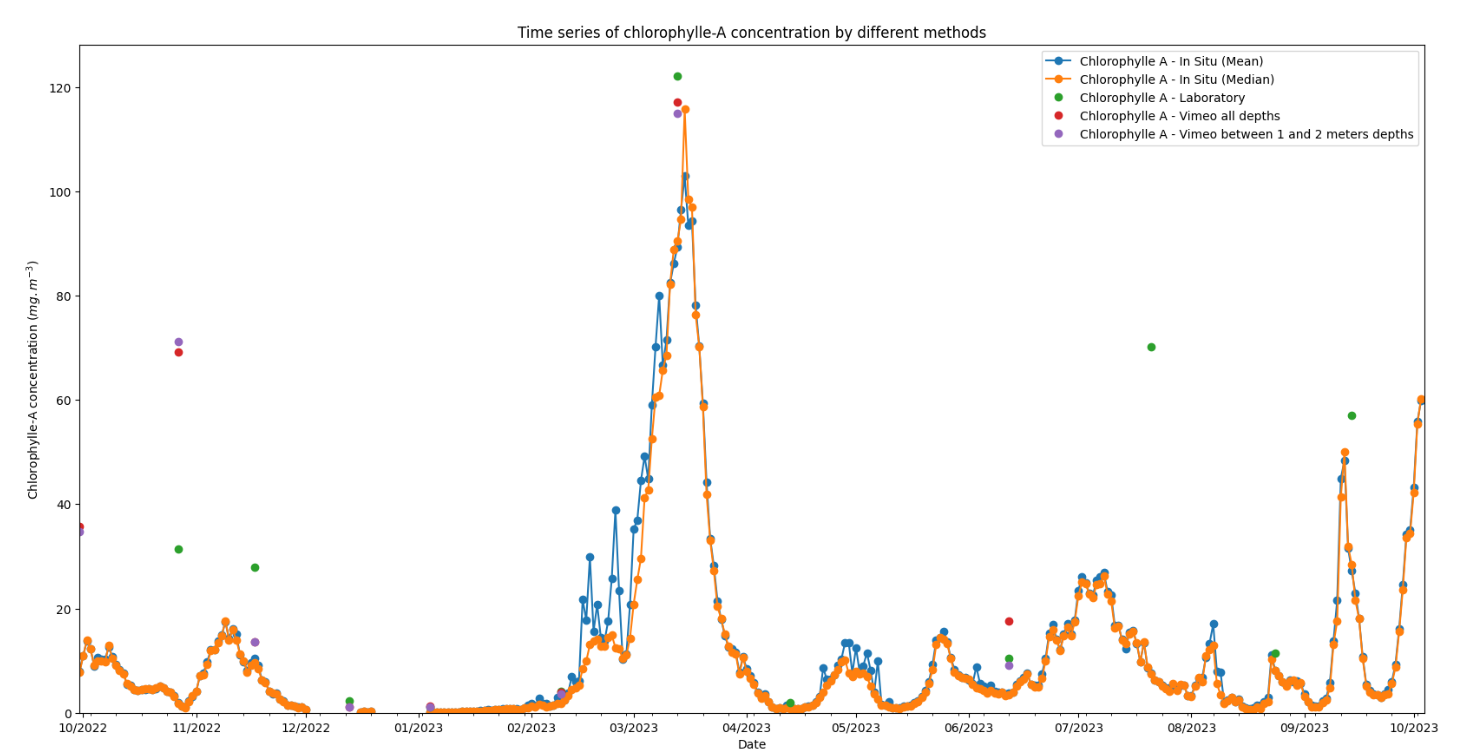 Time series of chlorophylle-A concentration by different methods
Chlorophylle A - In Situ (Mean)
Chlorophylle A - In Situ (Median)
Chlorophylle A - Laboratory
Chlorophylle A - Vimeo all depths
Chlorophylle A - Vimeo between 1 and 2 meters depths
Chlorophylle-A concentration (mg. m⁻³)
120
100
80
60
40
20
0
10/2022 11/2022 12/2022 01/2023 02/2023 03/2023 04/2023 05/2023 06/2023 07/2023 08/2023 09/2023 10/2023
Date